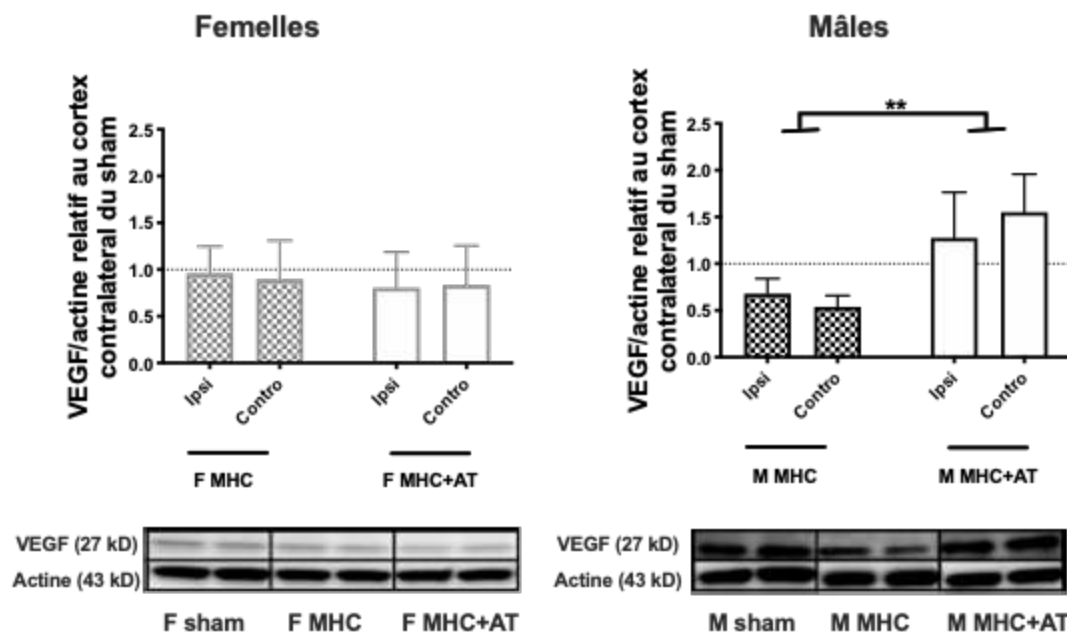 Femelles
VEGF/actine relatif au cortex
contralateral du sham
2.5
2.0
1.5
1.0
0.5
0.0
Ipsi
Contro
Ipsi
Contro
F MHC
F MHC+AT
VEGF (27 kD)
Actine (43 kD)
F sham
F MHC
F MHC+AT
Mâles
VEGF/actine relatif au cortex
contralateral du sham
**
2.5
2.0
1.5
1.0
0.5
0.0
Ipsi
Contro
Ipsi
Contro
M MHC
M MHC+AT
VEGF (27 kD)
Actine (43 kD)
M sham
M MHC
M MHC+AT